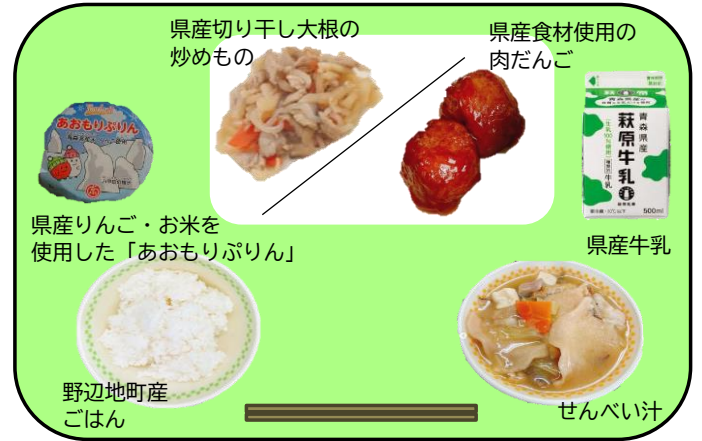 県産切り干し大根の
炒めもの
県産食材使用の
肉だんご
あおもりぷりん
青森県産
萩原牛乳
500ml
県産りんご・お米を
使用した「あおもりぷりん」
県産牛乳
野辺地町産
ごはん
せんべい汁